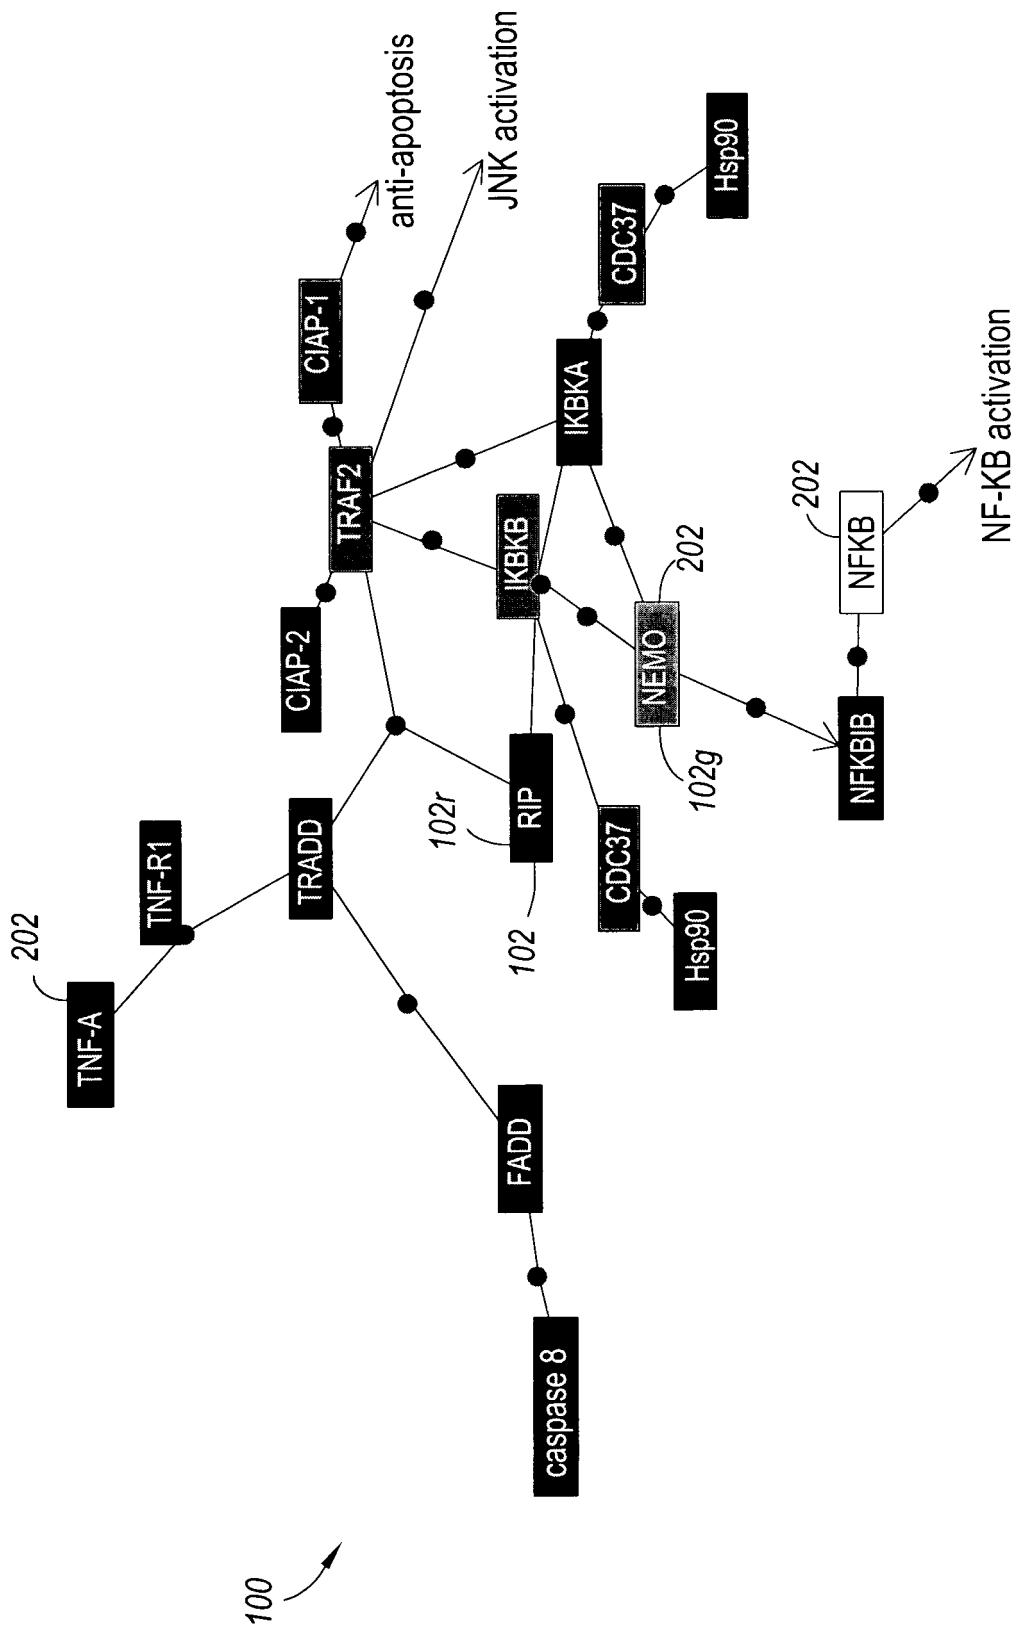 100
202
TNF-A
TNF-R1
TRADD
CIAP-2
TRAF2
CIAP-1
anti-apoptosis
JNK activation
caspase 8
FADD
102r
102
RIP
IKBKB
IKBKA
CDC37
Hsp90
CDC37
Hsp90
102g
NEMO
202
NFKBIB
NFKB
202
NF-KB activation